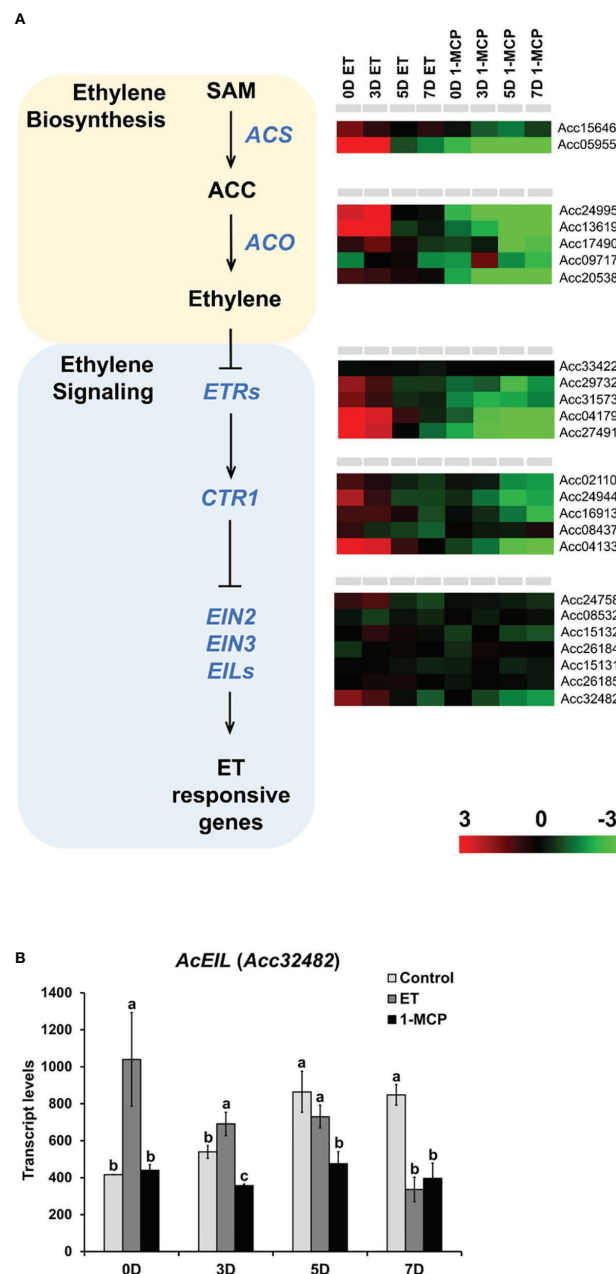 A
0D ET
3D ET
5D ET
7D ET
0D 1-MCP
3D 1-MCP
5D 1-MCP
7D 1-MCP
Ethylene
Biosynthesis
SAM
ACS
ACC
ACO
Ethylene
Acc15646
Acc05955
Acc24995
Acc13619
Acc17490
Acc09717
Acc20538
Ethylene
Signaling
ETRs
CTR1
EIN2
EIN3
EILs
ET
responsive
genes
Acc33422
Acc29732
Acc31573
Acc04179
Acc27491
Acc02110
Acc24944
Acc16913
Acc08437
Acc04133
Acc24758
Acc08532
Acc15132
Acc26184
Acc15131
Acc26185
Acc32482
3 0 -3
B
AcEIL (Acc32482)
Control
ET
1-MCP
Transcript levels
1400
1200
1000
800
600
400
200
0
b a b
b a c
a a b
a b b
0D 3D 5D 7D